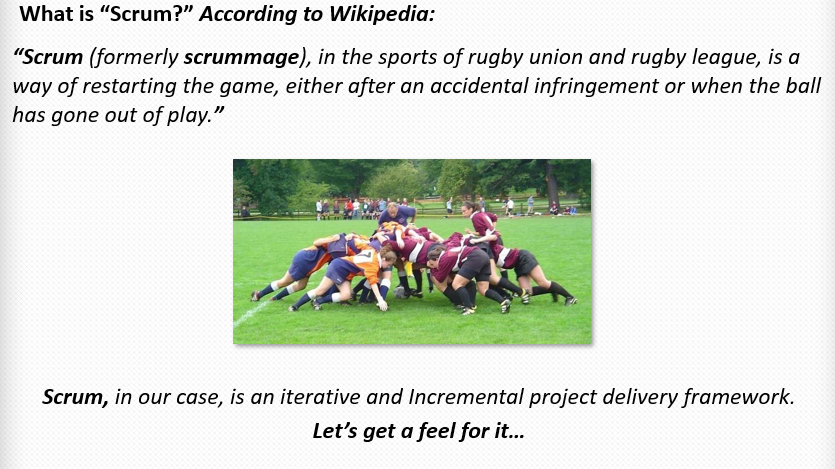 What is “Scrum?” According to Wikipedia:
“Scrum (formerly scrummage), in the sports of rugby union and rugby league, is a
way of restarting the game, either after an accidental infringement or when the ball
has gone out of play.”
7
Scrum, in our case, is an iterative and Incremental project delivery framework.
Let’s get a feel for it…